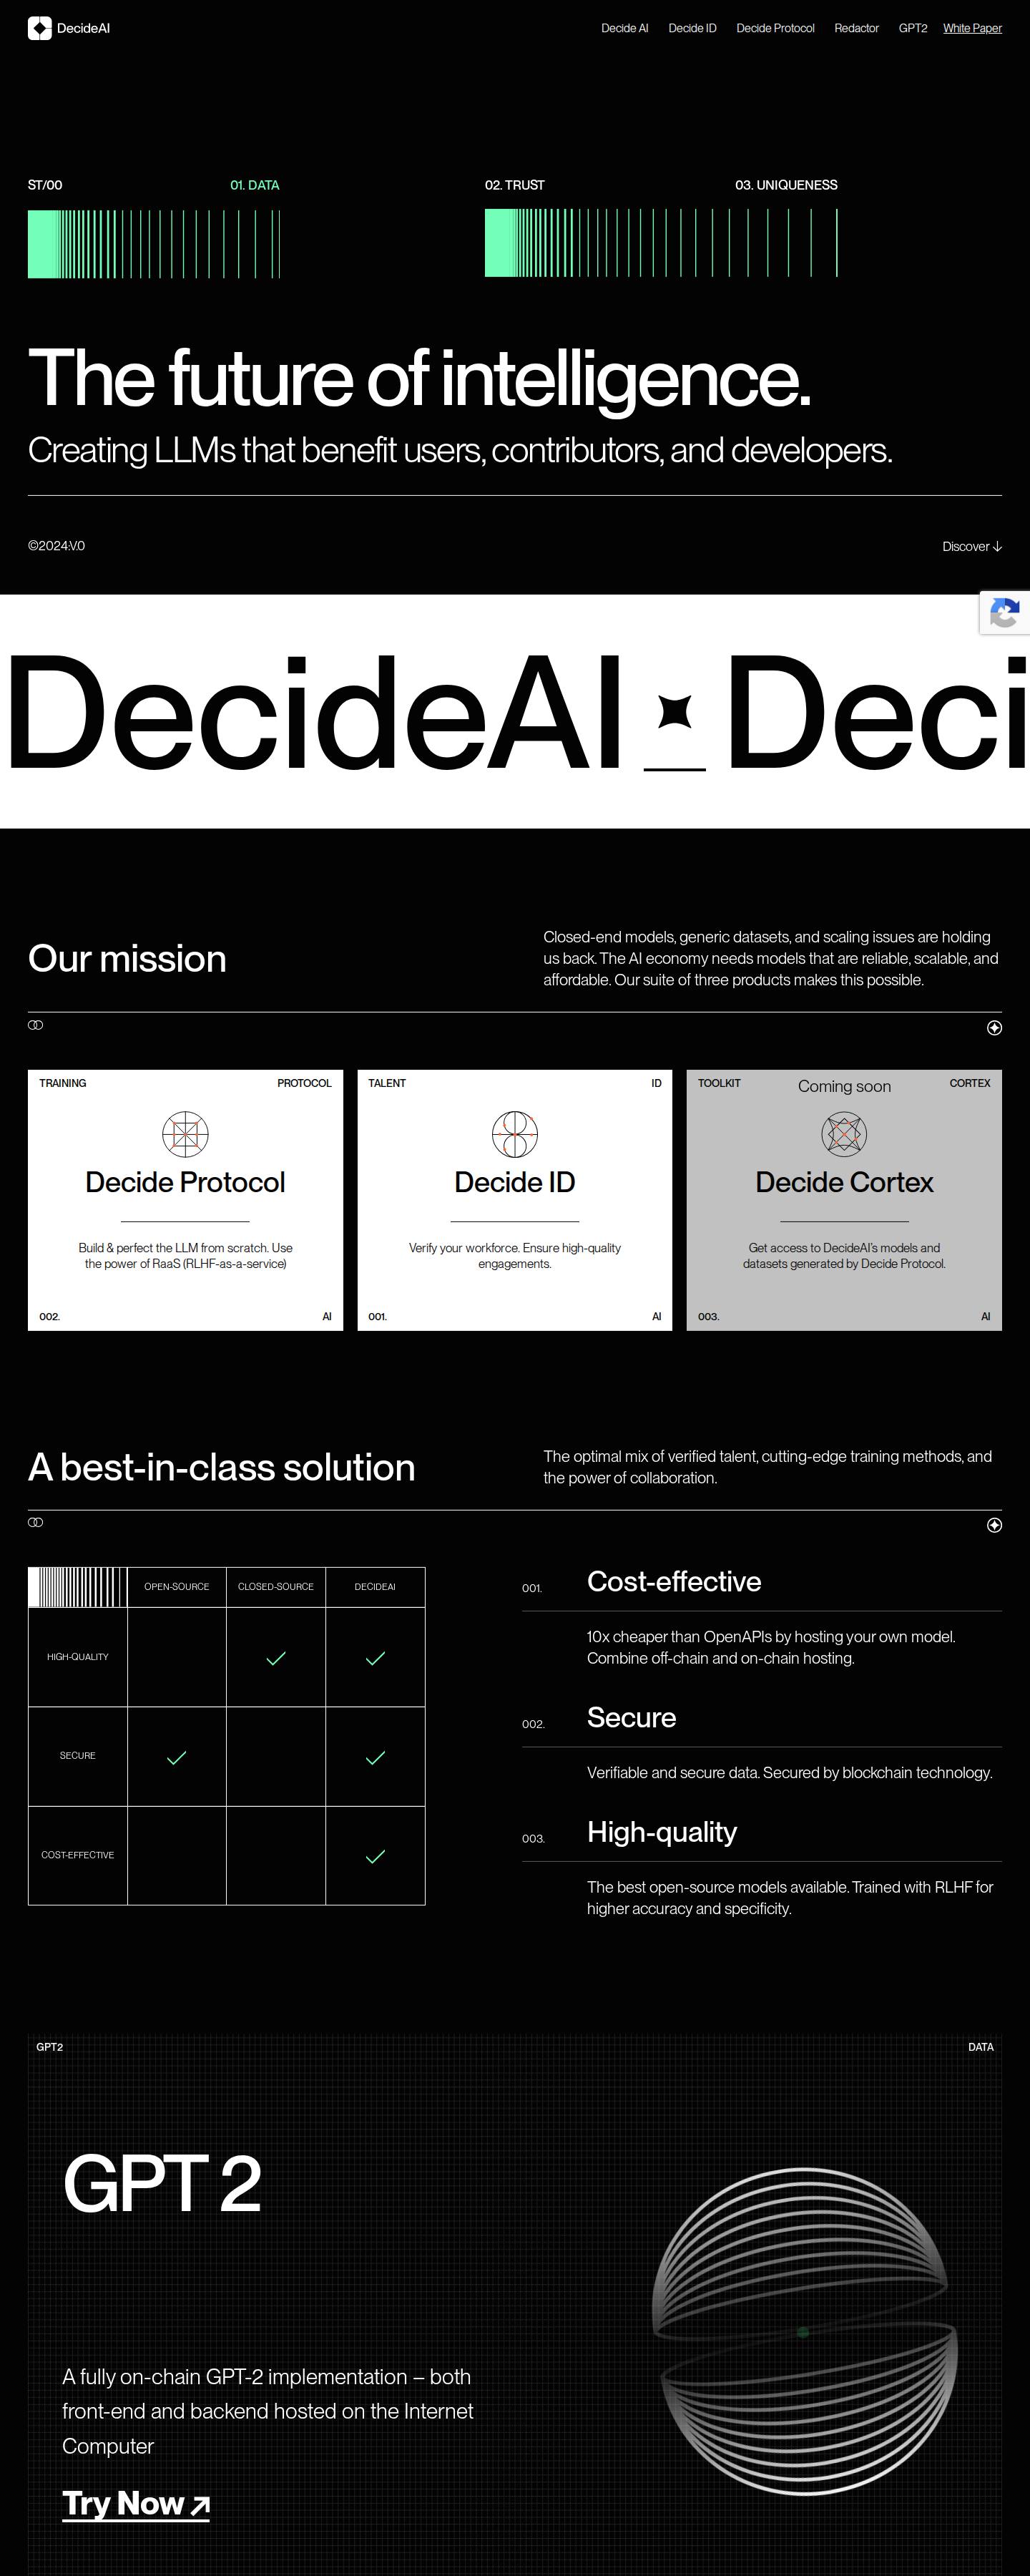 DecideAI
Decide AI
Decide ID
Decide Protocol
Redactor
GPT2
White Paper
ST/00
01. DATA
02. TRUST
03. UNIQUENESS
The future of intelligence.
Creating LLMs that benefit users, contributors, and developers.
©2024:V.0
Discover ↓
DecideAI
Deci
Our mission
Closed-end models, generic datasets, and scaling issues are holding
us back. The AI economy needs models that are reliable, scalable, and
affordable. Our suite of three products makes this possible.
TRAINING
PROTOCOL
Decide Protocol
Build & perfect the LLM from scratch. Use
the power of RaaS (RLHF-as-a-service)
002.
AI
TALENT
ID
Decide ID
Verify your workforce. Ensure high-quality
engagements.
001.
AI
TOOLKIT
Coming soon
CORTEX
Decide Cortex
Get access to DecideAI's models and
datasets generated by Decide Protocol.
003.
AI
A best-in-class solution
The optimal mix of verified talent, cutting-edge training methods, and
the power of collaboration.
OPEN-SOURCE
CLOSED-SOURCE
DECIDEAI
HIGH-QUALITY
SECURE
COST-EFFECTIVE
001.
Cost-effective
10x cheaper than OpenAPIs by hosting your own model.
Combine off-chain and on-chain hosting.
002.
Secure
Verifiable and secure data. Secured by blockchain technology.
003.
High-quality
The best open-source models available. Trained with RLHF for
higher accuracy and specificity.
GPT2
DATA
GPT 2
A fully on-chain GPT-2 implementation – both
front-end and backend hosted on the Internet
Computer
Try Now ↗